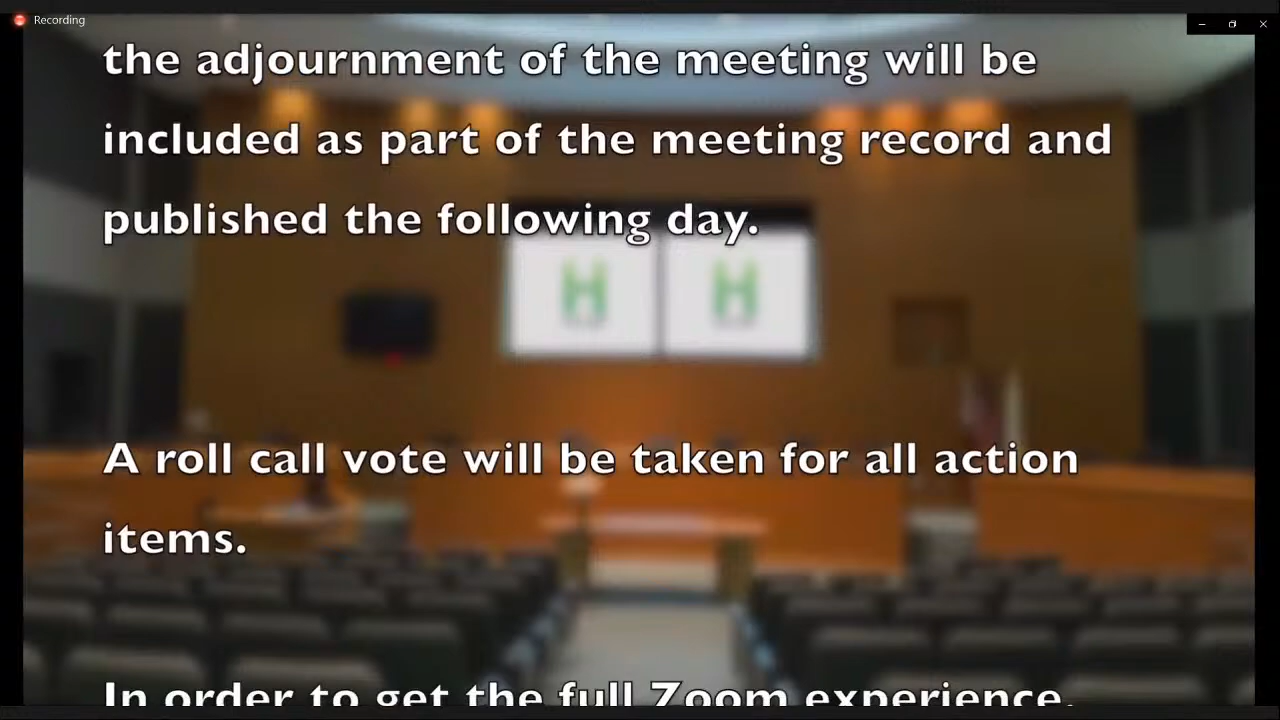 Recording
the adjournment of the meeting will be
included as part of the meeting record and
published the following day.
H H
A roll call vote will be taken for all action
items.
In order to get the full Zoom experience,